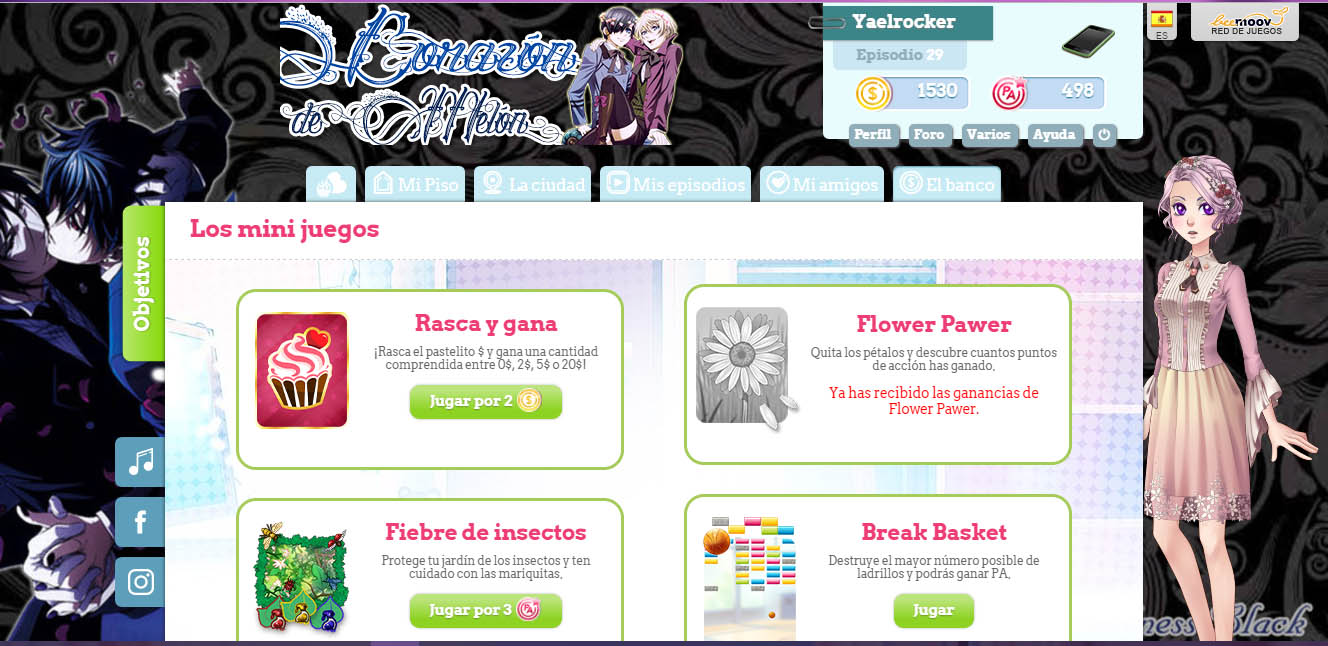 Corazón
de Melón
Yaelrocker
Episodio 29
1530
PA
498
Perfil
Foro
Varios
Ayuda
ES
beemoov
RED DE JUEGOS
Mi Piso
La ciudad
Mis episodios
Mi amigos
El banco
Objetivos
Los mini juegos
Rasca y gana
¡Rasca el pastelito $ y gana una cantidad
comprendida entre 0$, 2$, 5$ o 20$!
Jugar por 2
Flower Pawer
Quita los pétalos y descubre cuantos puntos
de acción has ganado.
Ya has recibido las ganancias de
Flower Pawer.
Fiebre de insectos
Protege tu jardín de los insectos y ten
cuidado con las mariquitas.
Jugar por 3 PA
Break Basket
Destruye el mayor número posible de
ladrillos y podrás ganar PA.
Jugar
ness Black